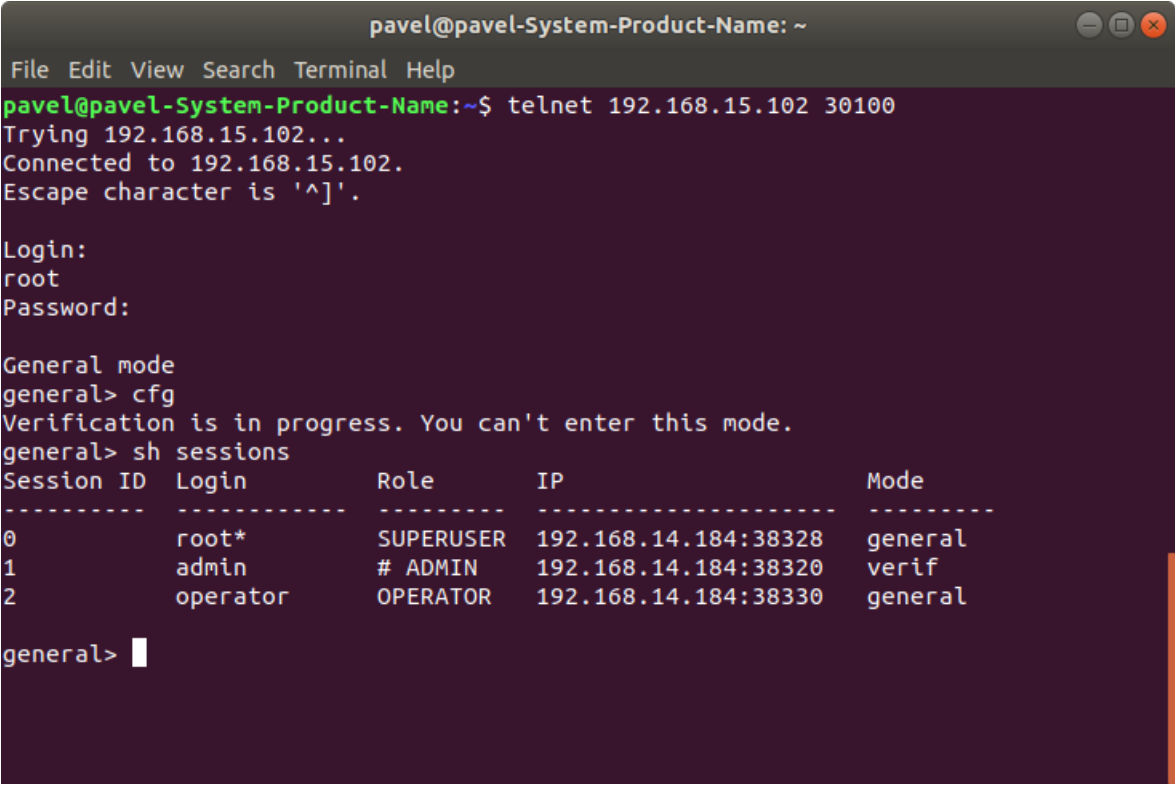 pavel@pavel-System-Product-Name: ~
File Edit View Search Terminal Help
pavel@pavel-System-Product-Name:~$ telnet 192.168.15.102 30100
Trying 192.168.15.102...
Connected to 192.168.15.102.
Escape character is '^]'.
Login:
root
Password:
General mode
general> cfg
Verification is in progress. You can't enter this mode.
general> sh sessions
Session ID  Login         Role       IP                     Mode
----------  ------------  ---------  ---------------------  ---------
0           root*         SUPERUSER  192.168.14.184:38328   general
1           admin         # ADMIN    192.168.14.184:38320   verif
2           operator      OPERATOR   192.168.14.184:38330   general
general>